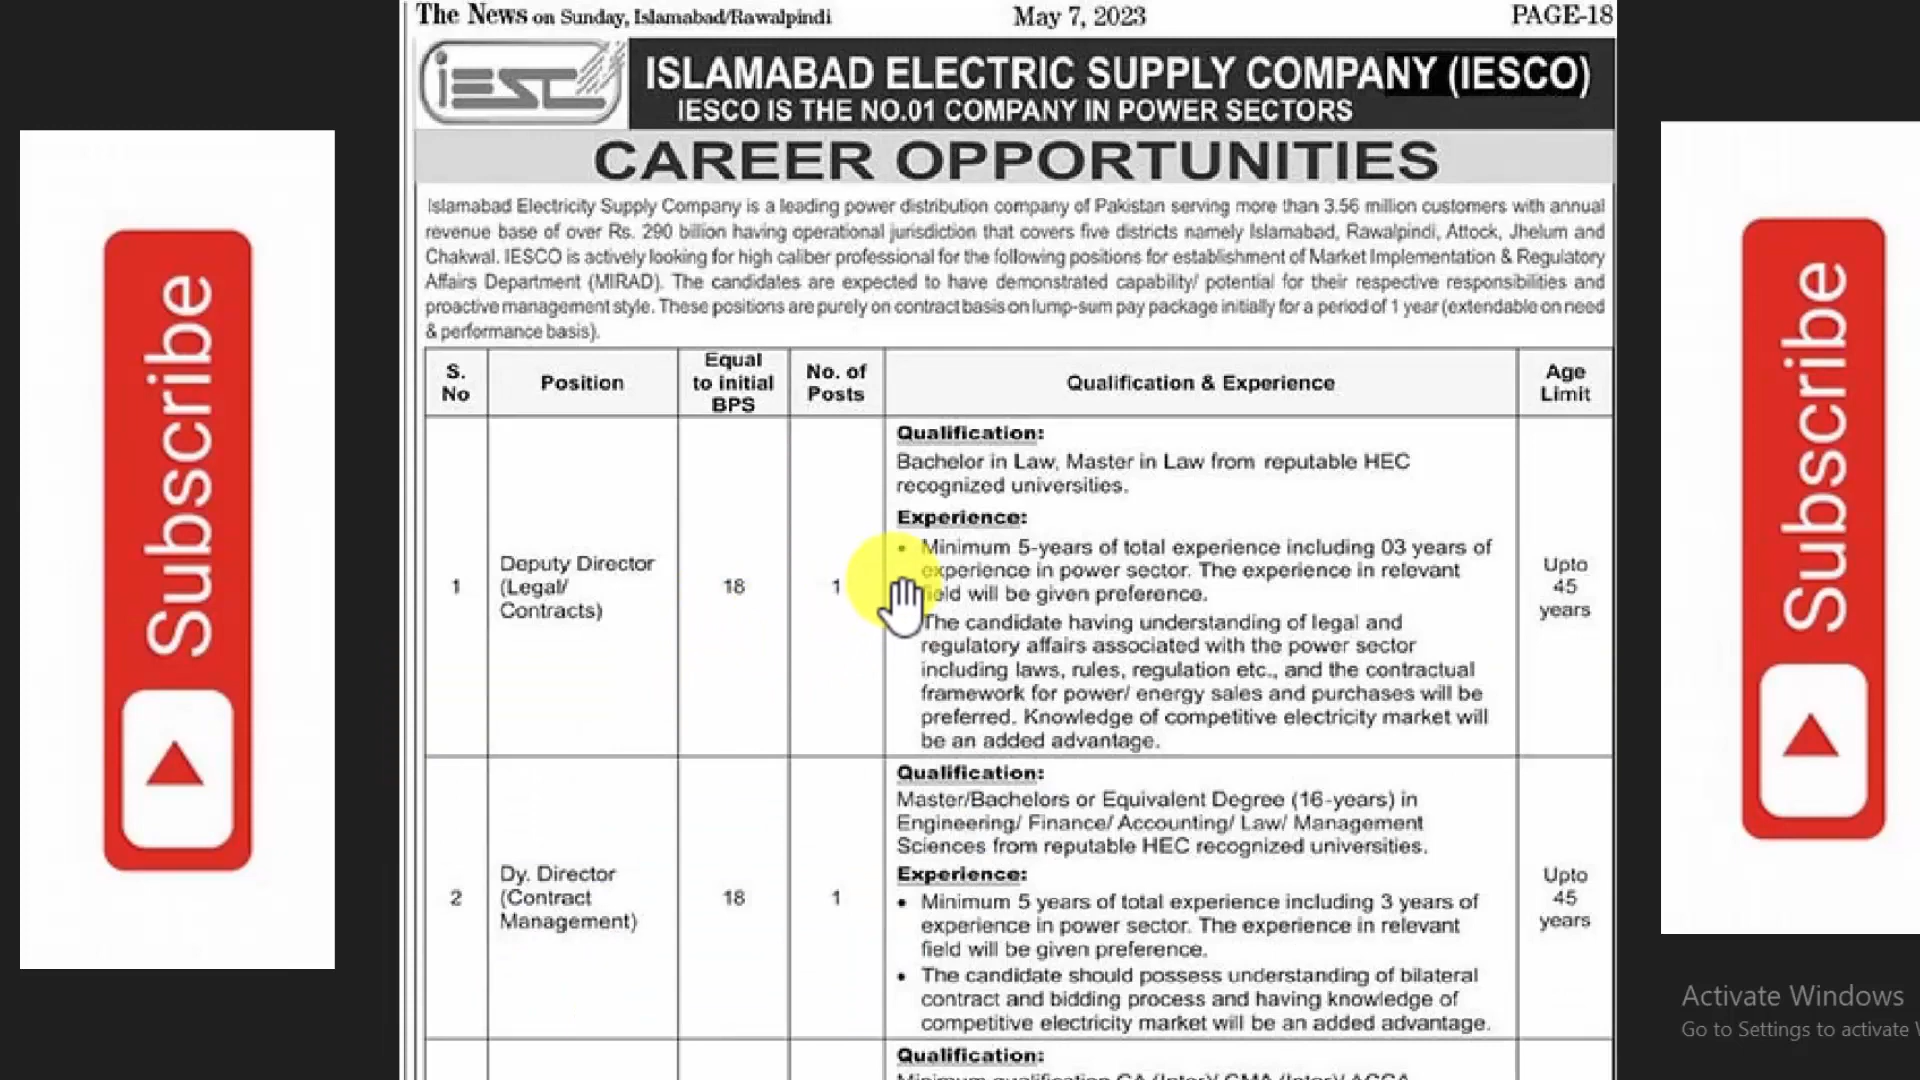 The News on Sunday, Islamabad/Rawalpindi May 7, 2023 PAGE-18
iESCO
ISLAMABAD ELECTRIC SUPPLY COMPANY (IESCO)
IESCO IS THE NO.01 COMPANY IN POWER SECTORS
CAREER OPPORTUNITIES
Islamabad Electricity Supply Company is a leading power distribution company of Pakistan serving more than 3.56 million customers with annual
revenue base of over Rs. 290 billion having operational jurisdiction that covers five districts namely Islamabad, Rawalpindi, Attock, Jhelum and
Chakwal. IESCO is actively looking for high caliber professional for the following positions for establishment of Market Implementation & Regulatory
Affairs Department (MIRAD). The candidates are expected to have demonstrated capability/ potential for their respective responsibilities and
proactive management style. These positions are purely on contract basis on lump-sum pay package initially for a period of 1 year (extendable on need
& performance basis).
S. No
Position
Equal to initial BPS
No. of Posts
Qualification & Experience
Age Limit
1
Deputy Director
(Legal/
Contracts)
18
1
Qualification:
Bachelor in Law, Master in Law from reputable HEC
recognized universities.
Experience:
• Minimum 5-years of total experience including 03 years of
experience in power sector. The experience in relevant
field will be given preference.
The candidate having understanding of legal and
regulatory affairs associated with the power sector
including laws, rules, regulation etc., and the contractual
framework for power/ energy sales and purchases will be
preferred. Knowledge of competitive electricity market will
be an added advantage.
Upto
45
years
2
Dy. Director
(Contract
Management)
18
1
Qualification:
Master/Bachelors or Equivalent Degree (16-years) in
Engineering/ Finance/ Accounting/ Law/ Management
Sciences from reputable HEC recognized universities.
Experience:
• Minimum 5 years of total experience including 3 years of
experience in power sector. The experience in relevant
field will be given preference.
• The candidate should possess understanding of bilateral
contract and bidding process and having knowledge of
competitive electricity market will be an added advantage.
Upto
45
years
Qualification:
Minimum qualification CA (Inter)/ CMA (Inter)/ ACCA
Subscribe
Subscribe
Activate Windows
Go to Settings to activate